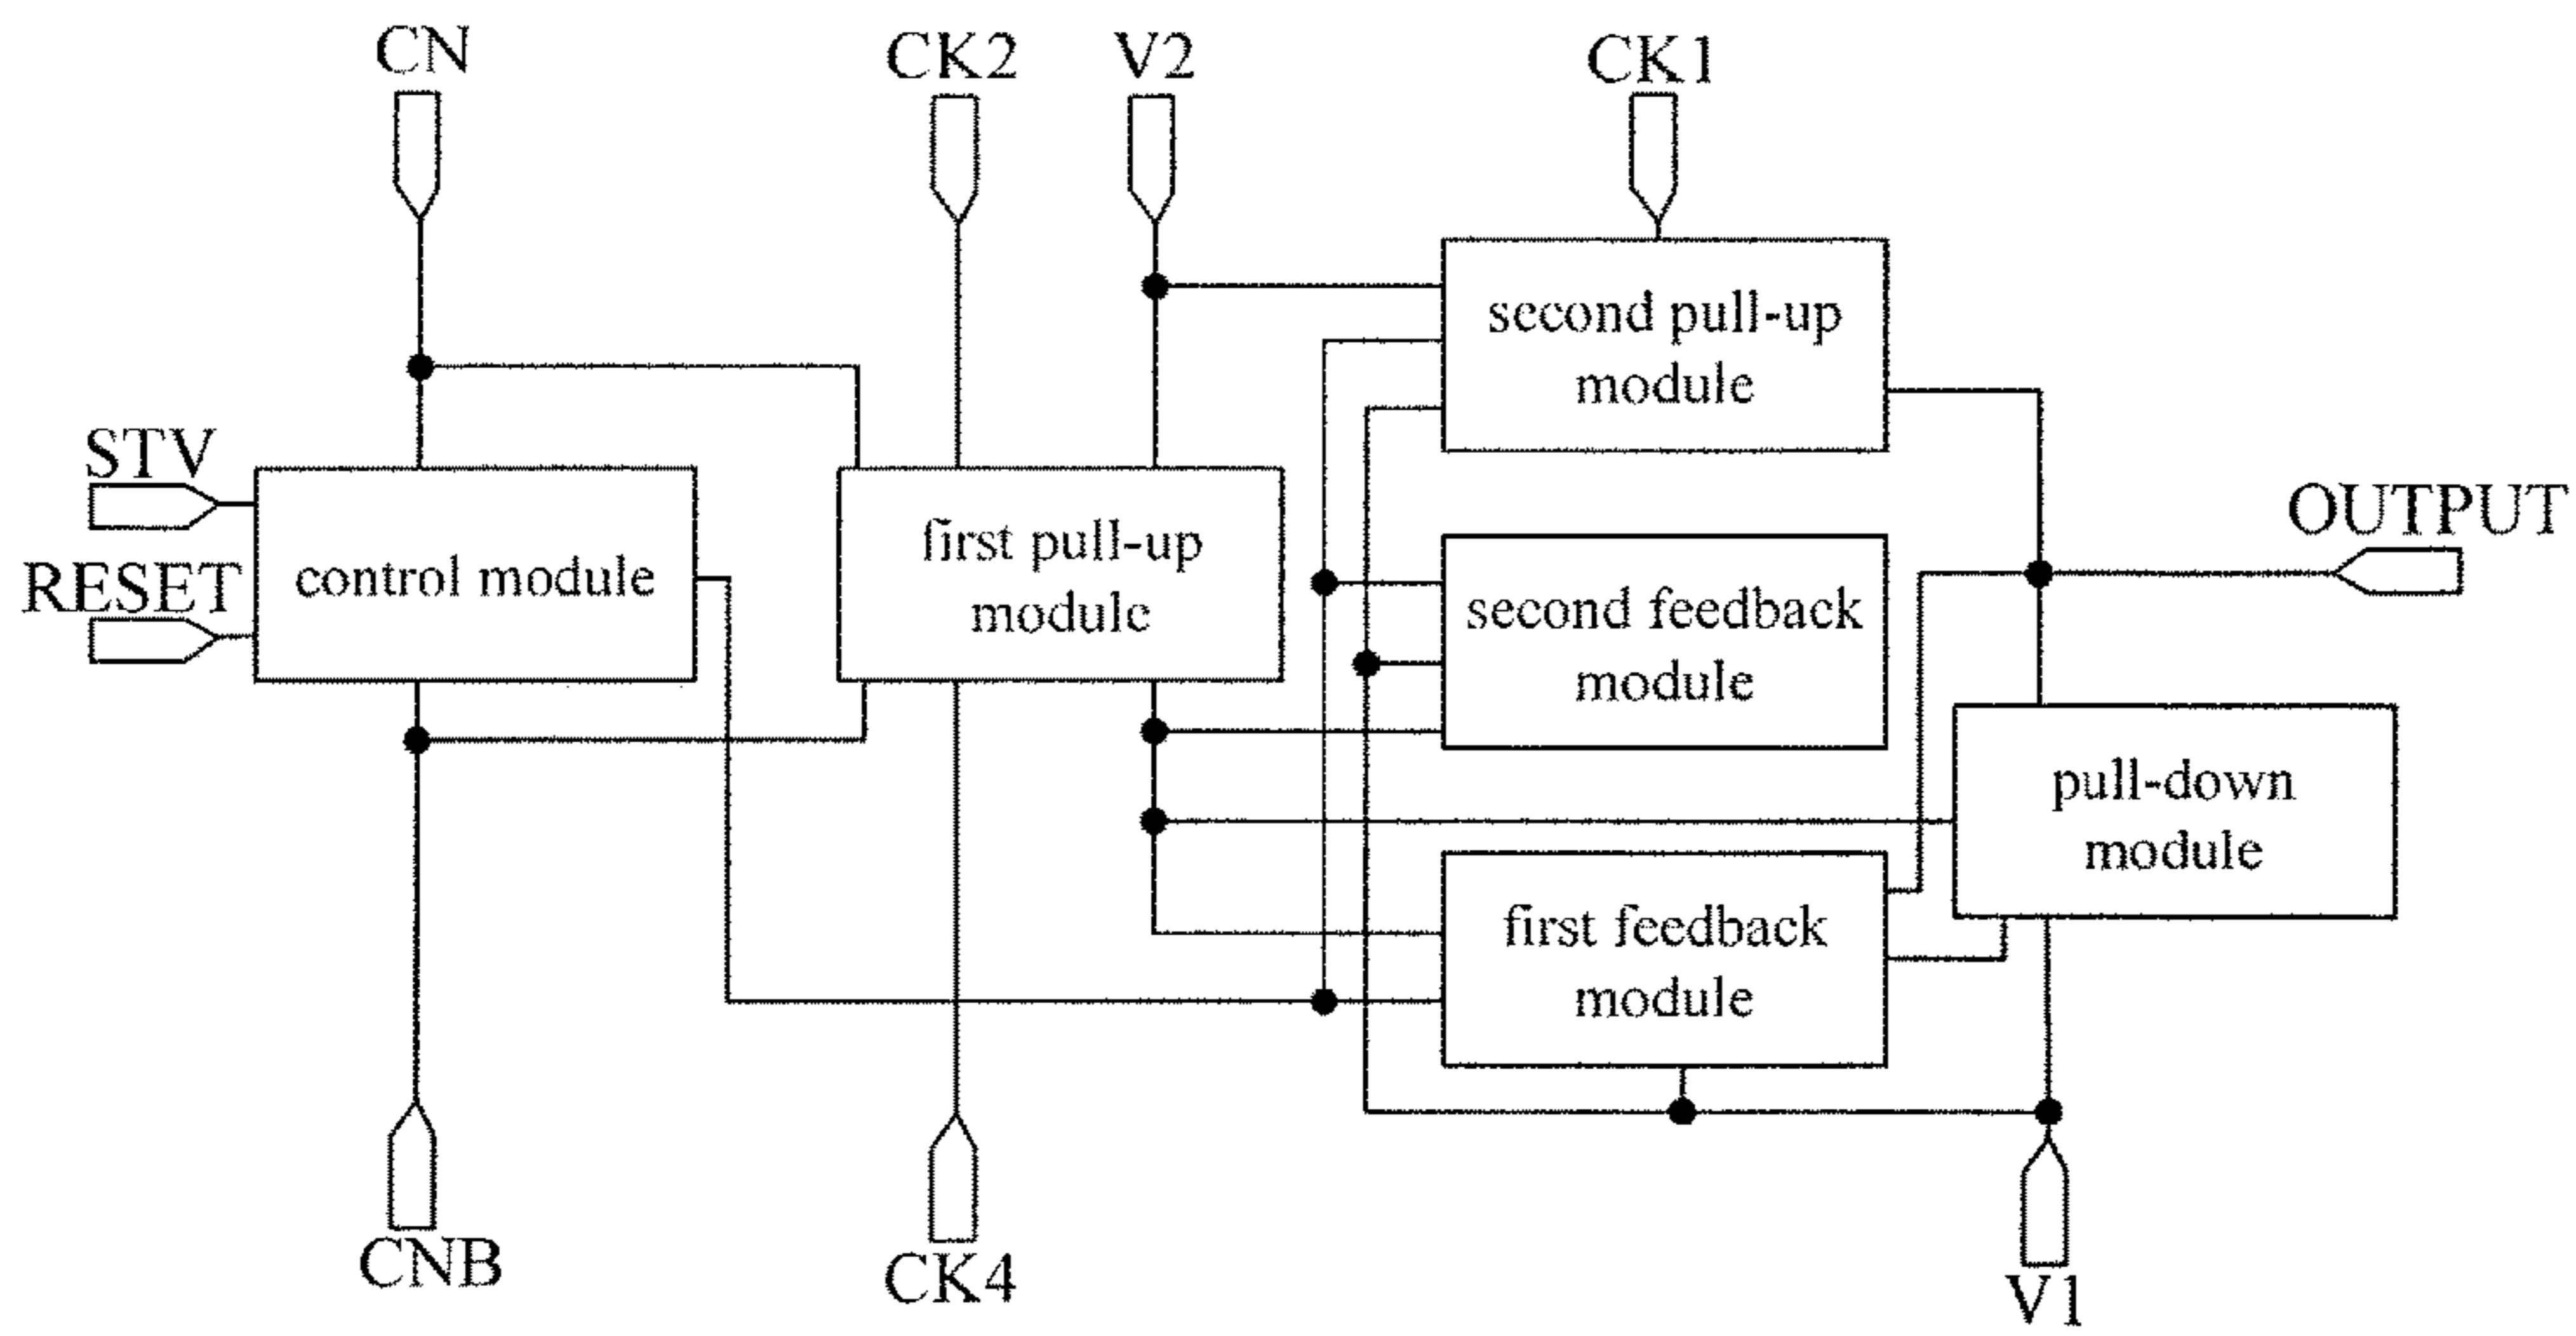 CN
CK2
V2
CK1
second pull-up
module
STV
OUTPUT
first pull-up
module
control module
RESET
second feedback
module
pull-down
module
first feedback
module
CNB
CK4
V1